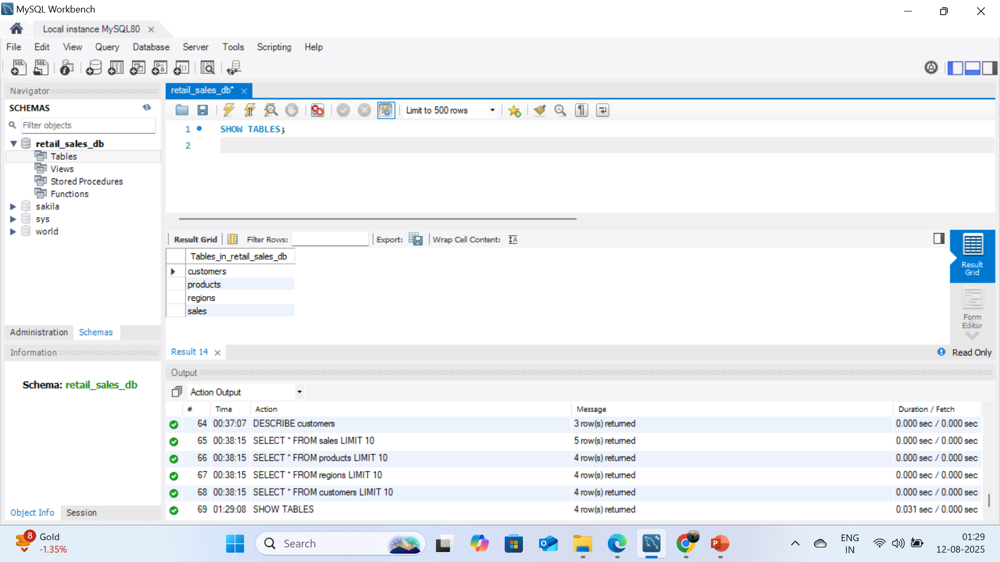 MySQL Workbench
Local instance MySQL80
File Edit View Query Database Server Tools Scripting Help
Navigator
SCHEMAS
Filter objects
retail_sales_db
Tables
Views
Stored Procedures
Functions
sakila
sys
world
Administration Schemas
Information
Schema: retail_sales_db
Object Info Session
retail_sales_db*
Limit to 500 rows
1 SHOW TABLES;
2
Result Grid Filter Rows: Export: Wrap Cell Content:
Tables_in_retail_sales_db
customers
products
regions
sales
Result
Grid
Form
Editor
Result 14
Read Only
Output
Action Output
# Time Action Message Duration / Fetch
64 00:37:07 DESCRIBE customers 3 row(s) returned 0.000 sec / 0.000 sec
65 00:38:15 SELECT * FROM sales LIMIT 10 5 row(s) returned 0.000 sec / 0.000 sec
66 00:38:15 SELECT * FROM products LIMIT 10 4 row(s) returned 0.000 sec / 0.000 sec
67 00:38:15 SELECT * FROM regions LIMIT 10 4 row(s) returned 0.000 sec / 0.000 sec
68 00:38:15 SELECT * FROM customers LIMIT 10 4 row(s) returned 0.000 sec / 0.000 sec
69 01:29:08 SHOW TABLES 4 row(s) returned 0.031 sec / 0.000 sec
8
Gold
-1.35%
Search
ENG
IN
01:29
12-08-2025